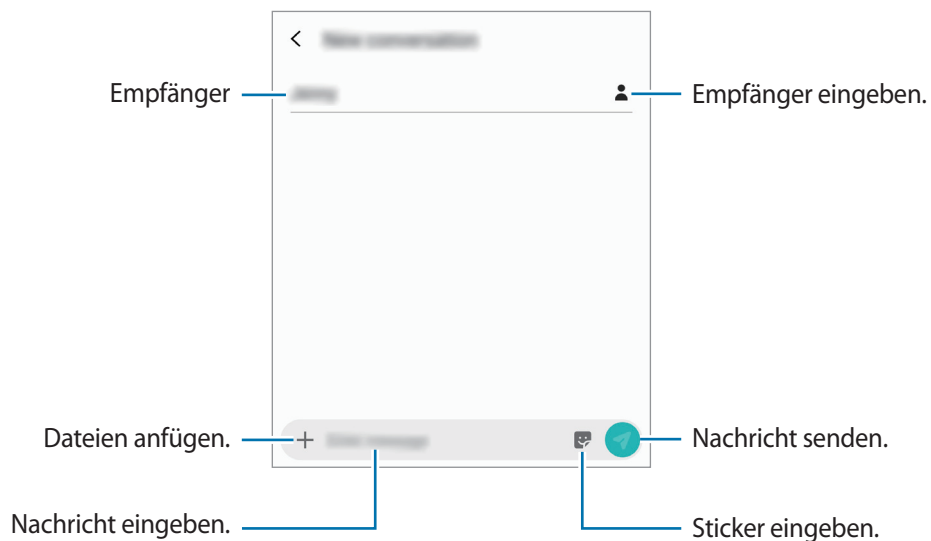 Empfänger
Empfänger eingeben.
Dateien anfügen.
Nachricht senden.
Nachricht eingeben.
Sticker eingeben.